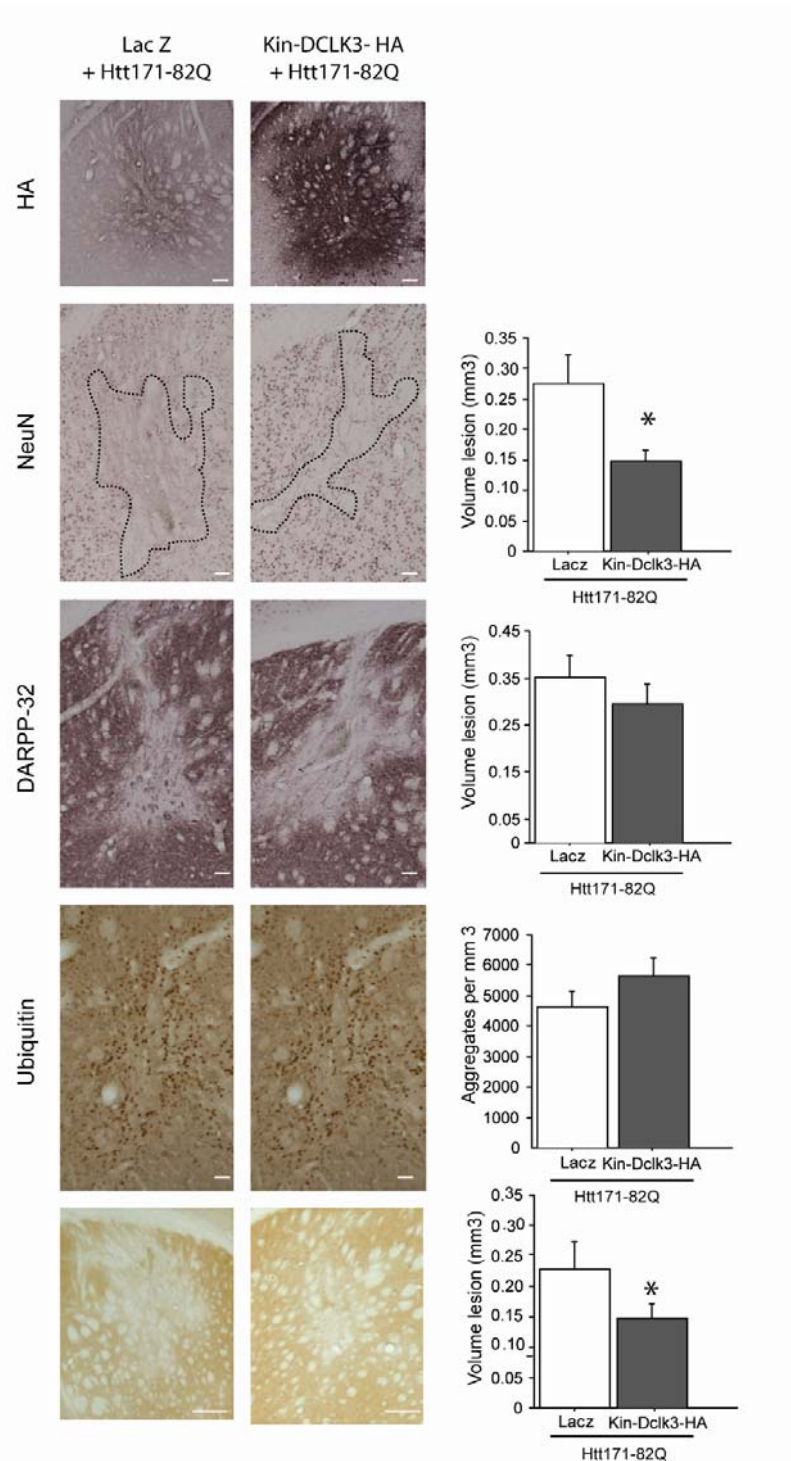 Lac Z
+ Htt171-82Q
Kin-DCLK3- HA
+ Htt171-82Q
HA
NeuN
Volume lesion (mm3)
0.35
0.30
0.25
0.20
0.15
0.10
0.05
0
*
Lacz Kin-Dclk3-HA
Htt171-82Q
DARPP-32
Volume lesion (mm3)
0.45
0.35
0.25
0.15
0.05
0
Lacz Kin-Dclk3-HA
Htt171-82Q
Ubiquitin
Aggregates per mm 3
7000
6000
5000
4000
3000
2000
1000
0
Lacz Kin-Dclk3-HA
Htt171-82Q
Volume lesion (mm3)
0.35
0.30
0.25
0.20
0.15
0.10
0.05
0
*
Lacz Kin-Dclk3-HA
Htt171-82Q